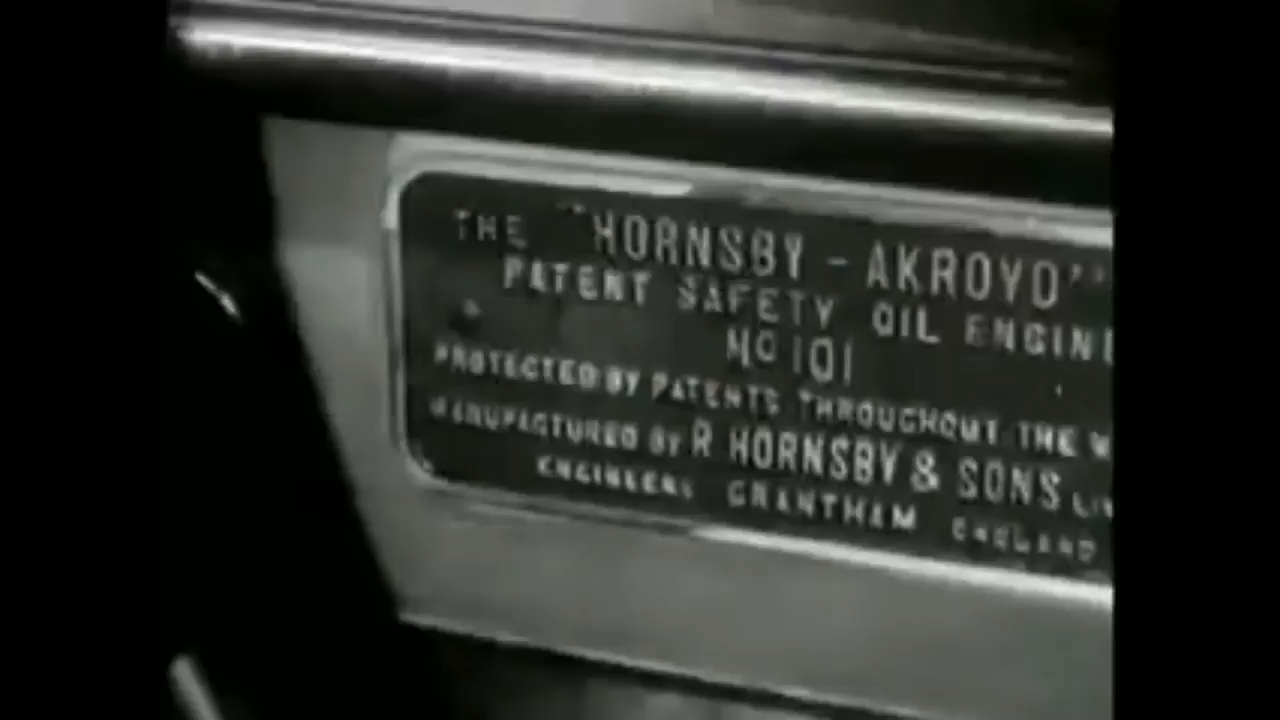 THE "HORNSBY - AKROYD"
PATENT SAFETY OIL ENGINE
No 101
PROTECTED BY PATENTS THROUGHOUT THE
MANUFACTURED BY R HORNSBY & SONS
ENGINEERS GRANTHAM ENGLAND